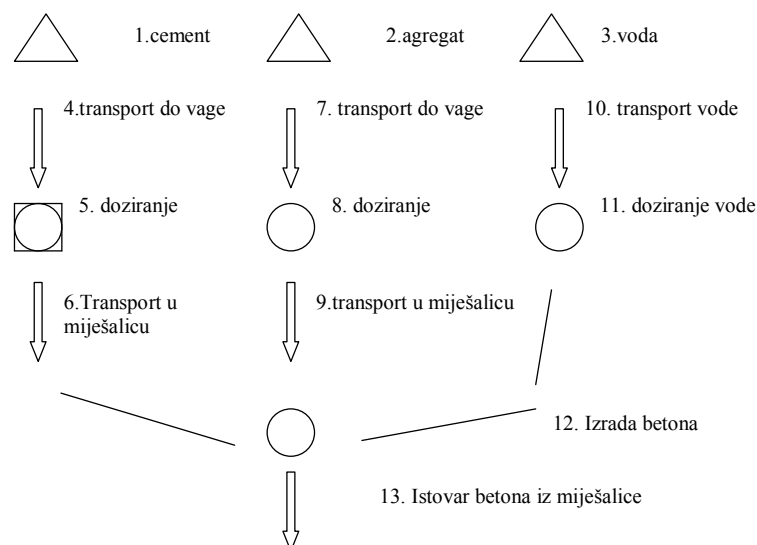 1.cement
2.agregat
3.voda
4.transport do vage
7. transport do vage
10. transport vode
5. doziranje
8. doziranje
11. doziranje vode
6.Transport u
miješalicu
9.transport u miješalicu
12. Izrada betona
13. Istovar betona iz miješalice